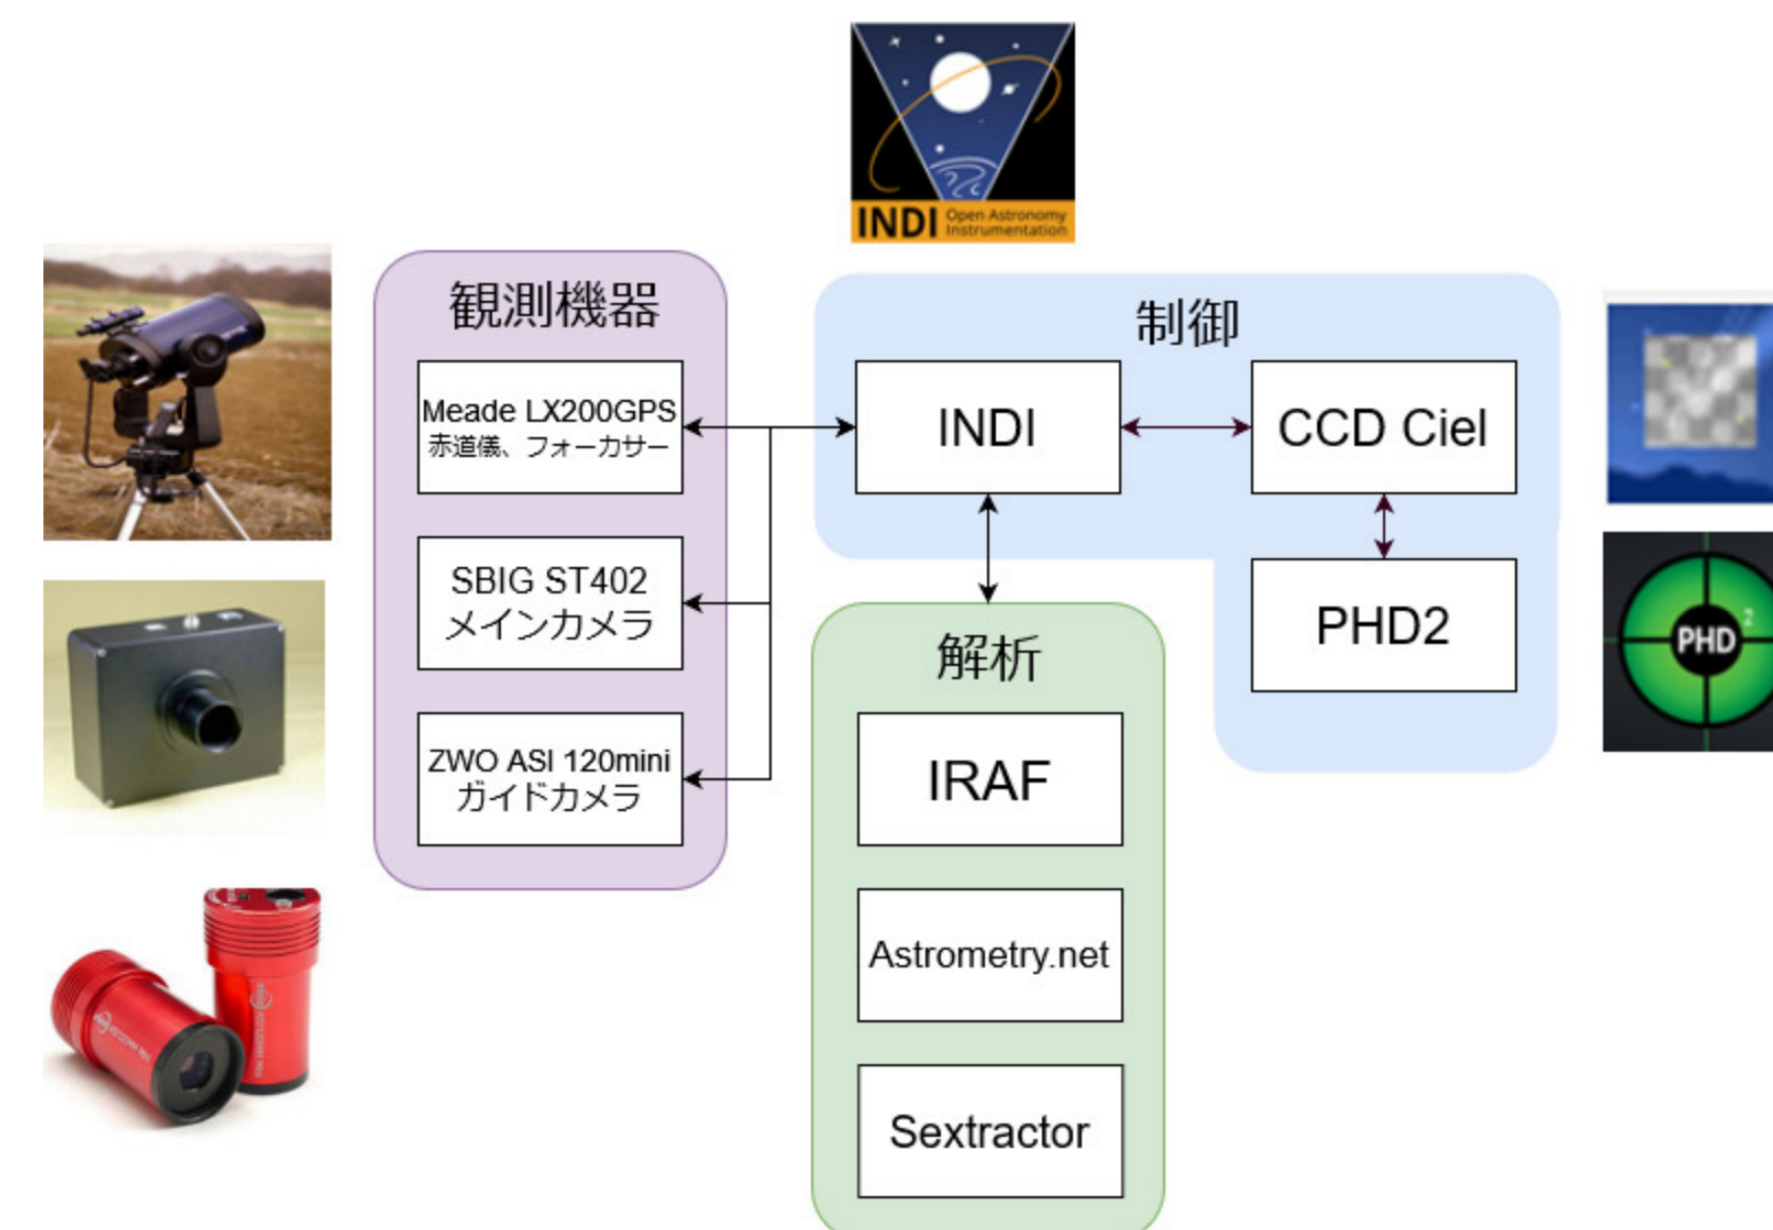 INDI Open Astronomy
Instrumentation
観測機器
Meade LX200GPS
赤道儀、フォーカサー
SBIG ST402
メインカメラ
ZWO ASI 120mini
ガイドカメラ
制御
INDI
CCD Ciel
PHD2
PHD 2
解析
IRAF
Astrometry.net
Sextractor